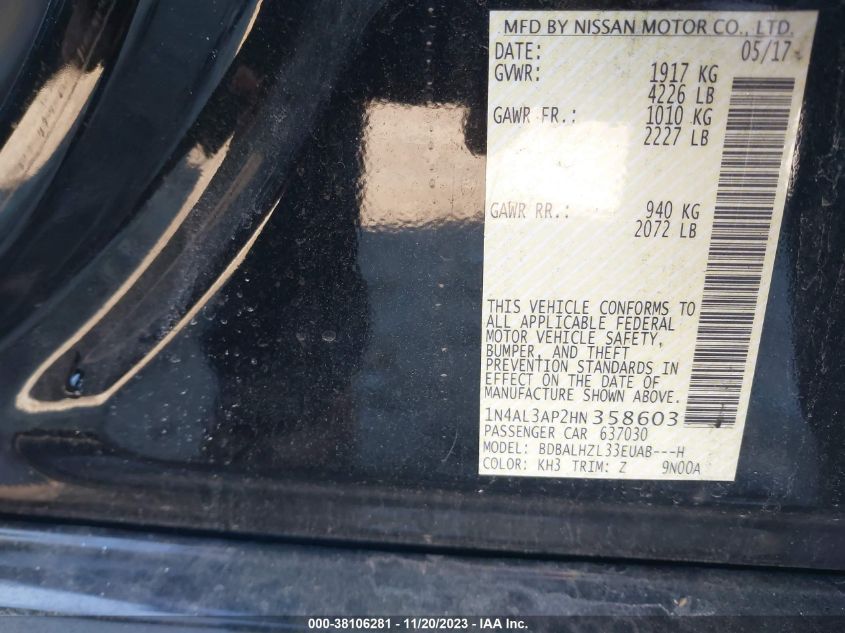 MFD BY NISSAN MOTOR CO., LTD.
DATE: 05/17
GVWR: 1917 KG
4226 LB
GAWR FR.: 1010 KG
2227 LB
GAWR RR.: 940 KG
2072 LB
THIS VEHICLE CONFORMS TO
ALL APPLICABLE FEDERAL
MOTOR VEHICLE SAFETY,
BUMPER, AND THEFT
PREVENTION STANDARDS IN
EFFECT ON THE DATE OF
MANUFACTURE SHOWN ABOVE.
1N4AL3AP2HN358603
PASSENGER CAR 637030
MODEL: BDBALHZL33EUAB---H
COLOR: KH3 TRIM: Z 9N00A
000-38106281 - 11/20/2023 - IAA Inc.